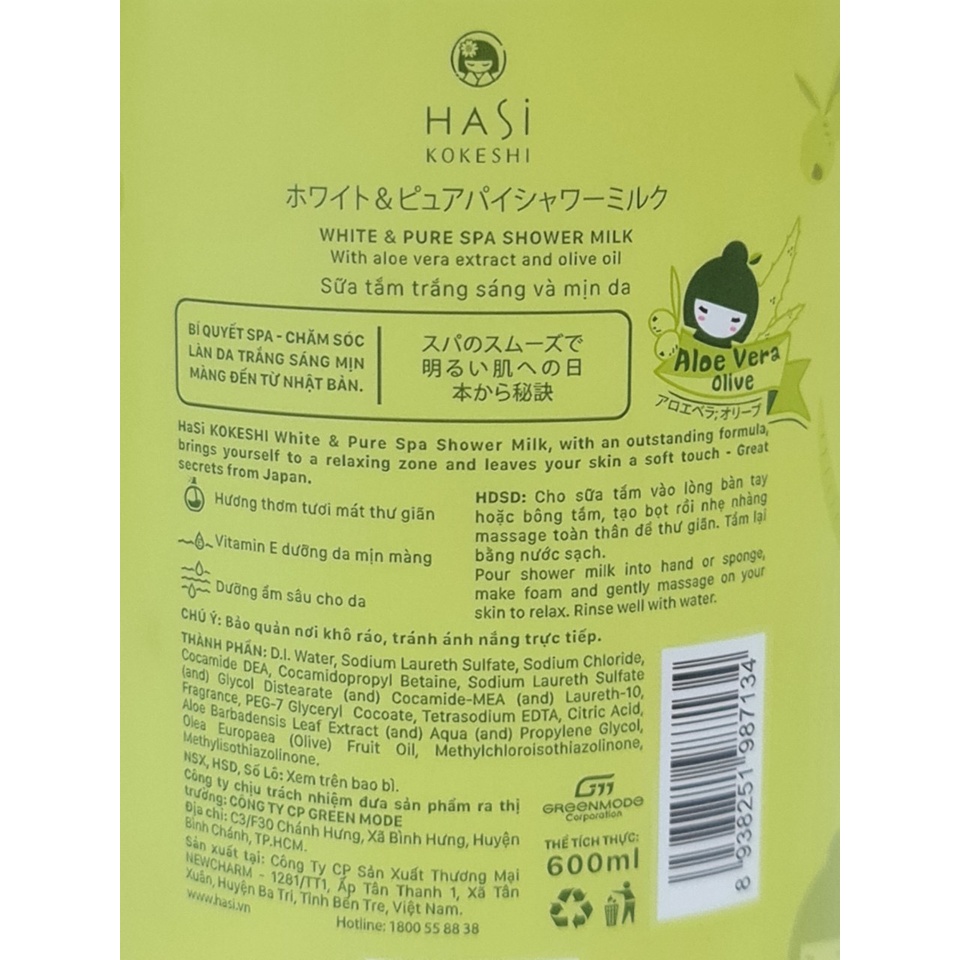 HASI
KOKESHI
ホワイト&ピュアパイシャワーミルク
WHITE & PURE SPA SHOWER MILK
With aloe vera extract and olive oil
Sữa tắm trắng sáng và mịn da
BÍ QUYẾT SPA - CHĂM SÓC
LÀN DA TRẮNG SÁNG MỊN
MÀNG ĐẾN TỪ NHẬT BẢN.
スパのスムーズで
明るい肌への日
本から秘訣
Aloe Vera
Olive
アロエベラ;オリーブ
HaSi KOKESHI White & Pure Spa Shower Milk, with an outstanding formula,
brings yourself to a relaxing zone and leaves your skin a soft touch - Great
secrets from Japan.
Hương thơm tươi mát thư giãn
Vitamin E dưỡng da mịn màng
Dưỡng ẩm sâu cho da
HDSD: Cho sữa tắm vào lòng bàn tay
hoặc bông tắm, tạo bọt rồi nhẹ nhàng
massage toàn thân để thư giãn. Tắm lại
bằng nước sạch.
Pour shower milk into hand or sponge,
make foam and gently massage on your
skin to relax. Rinse well with water.
CHÚ Ý: Bảo quản nơi khô ráo, tránh ánh nắng trực tiếp.
THÀNH PHẦN: D.I. Water, Sodium Laureth Sulfate, Sodium Chloride,
Cocamide DEA, Cocamidopropyl Betaine, Sodium Laureth Sulfate
(and) Glycol Distearate (and) Cocamide-MEA (and) Laureth-10,
Fragrance, PEG-7 Glyceryl Cocoate, Tetrasodium EDTA, Citric Acid,
Aloe Barbadensis Leaf Extract (and) Aqua (and) Propylene Glycol,
Olea Europaea (Olive) Fruit Oil, Methylchloroisothiazolinone,
Methylisothiazolinone.
NSX, HSD, Số Lô: Xem trên bao bì.
Công ty chịu trách nhiệm đưa sản phẩm ra thị
trường: CÔNG TY CP GREEN MODE
Địa chỉ: C3/F30 Chánh Hưng, Xã Bình Hưng, Huyện
Bình Chánh, TP.HCM.
Sản xuất tại: Công Ty CP Sản Xuất Thương Mại
NEWCHARM - 1281/TT1, Ấp Tân Thanh 1, Xã Tân
Xuân, Huyện Ba Tri, Tỉnh Bến Tre, Việt Nam.
www.hasi.vn
Hotline: 1800 55 88 38
GREENMODE
Corporation
THỂ TÍCH THỰC:
600ml
8 938251 987134